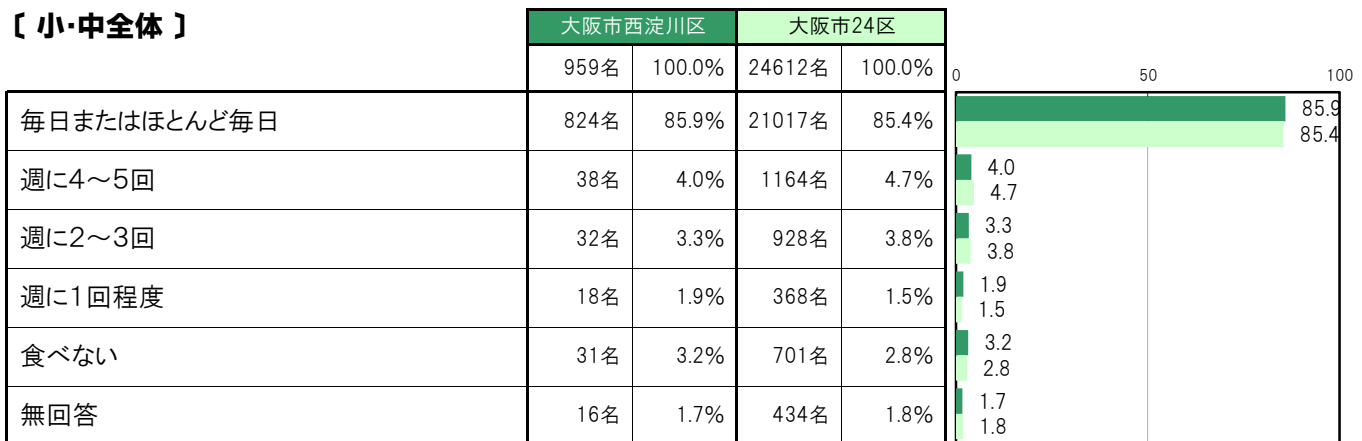 〔 小・中全体 〕
大阪市西淀川区 大阪市24区
959名 100.0% 24612名 100.0% 0 50 100
毎日またはほとんど毎日 824名 85.9% 21017名 85.4% 85.9
85.4
週に4～5回 38名 4.0% 1164名 4.7% 4.0
4.7
週に2～3回 32名 3.3% 928名 3.8% 3.3
3.8
週に1回程度 18名 1.9% 368名 1.5% 1.9
1.5
食べない 31名 3.2% 701名 2.8% 3.2
2.8
無回答 16名 1.7% 434名 1.8% 1.7
1.8